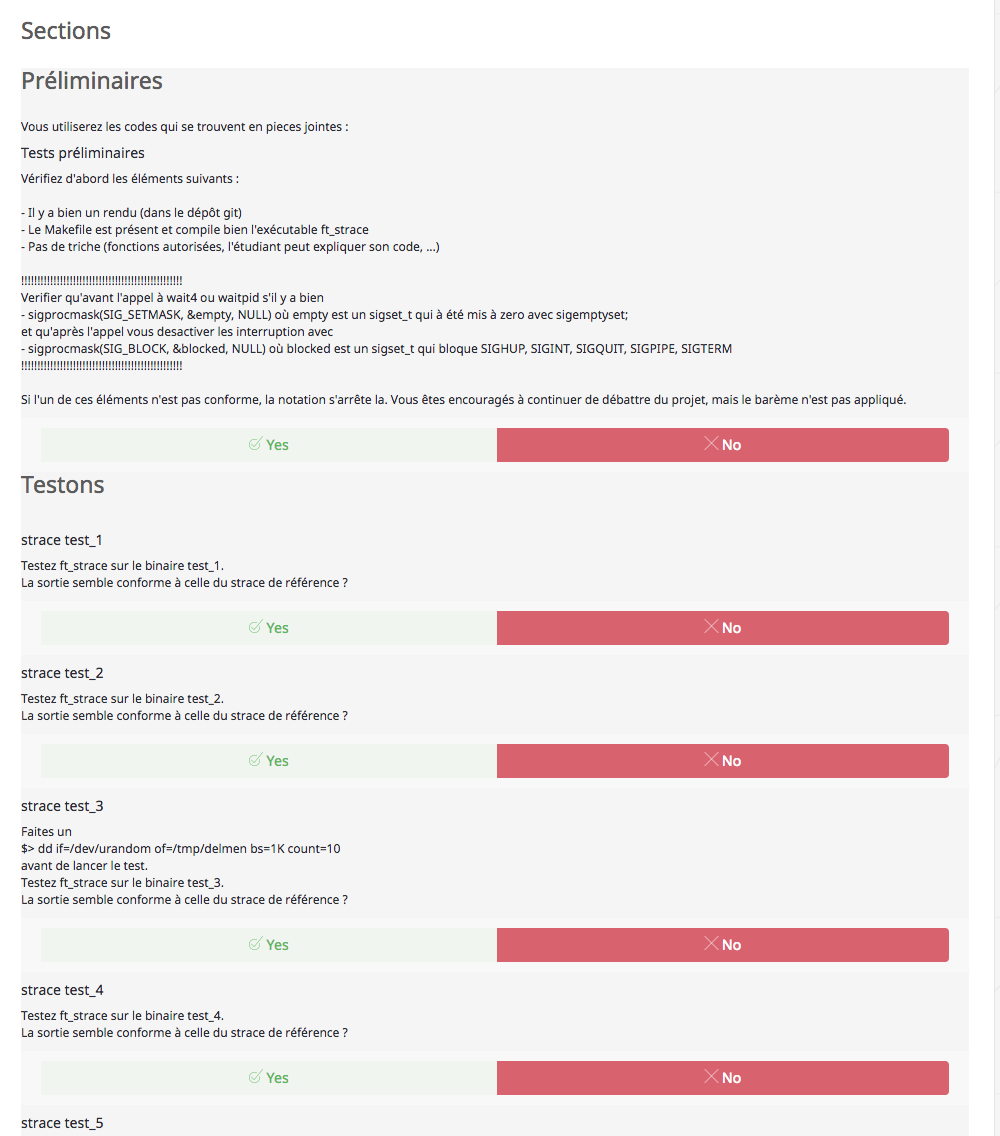 Sections
Préliminaires
Vous utiliserez les codes qui se trouvent en pieces jointes :
Tests préliminaires
Vérifiez d'abord les éléments suivants :
- Il y a bien un rendu (dans le dépôt git)
- Le Makefile est présent et compile bien l'exécutable ft_strace
- Pas de triche (fonctions autorisées, l'étudiant peut expliquer son code, ...)
!!!!!!!!!!!!!!!!!!!!!!!!!!!!!!!!!!!!!!!!!!!!!!!!!!
Verifier qu'avant l'appel à wait4 ou waitpid s'il y a bien
- sigprocmask(SIG_SETMASK, &empty, NULL) où empty est un sigset_t qui à été mis à zero avec sigemptyset;
et qu'après l'appel vous desactiver les interruption avec
- sigprocmask(SIG_BLOCK, &blocked, NULL) où blocked est un sigset_t qui bloque SIGHUP, SIGINT, SIGQUIT, SIGPIPE, SIGTERM
!!!!!!!!!!!!!!!!!!!!!!!!!!!!!!!!!!!!!!!!!!!!!!!!!!
Si l'un de ces éléments n'est pas conforme, la notation s'arrête la. Vous êtes encouragés à continuer de débattre du projet, mais le barème n'est pas appliqué.
Yes No
Testons
strace test_1
Testez ft_strace sur le binaire test_1.
La sortie semble conforme à celle du strace de référence ?
Yes No
strace test_2
Testez ft_strace sur le binaire test_2.
La sortie semble conforme à celle du strace de référence ?
Yes No
strace test_3
Faites un
$> dd if=/dev/urandom of=/tmp/delmen bs=1K count=10
avant de lancer le test.
Testez ft_strace sur le binaire test_3.
La sortie semble conforme à celle du strace de référence ?
Yes No
strace test_4
Testez ft_strace sur le binaire test_4.
La sortie semble conforme à celle du strace de référence ?
Yes No
strace test_5